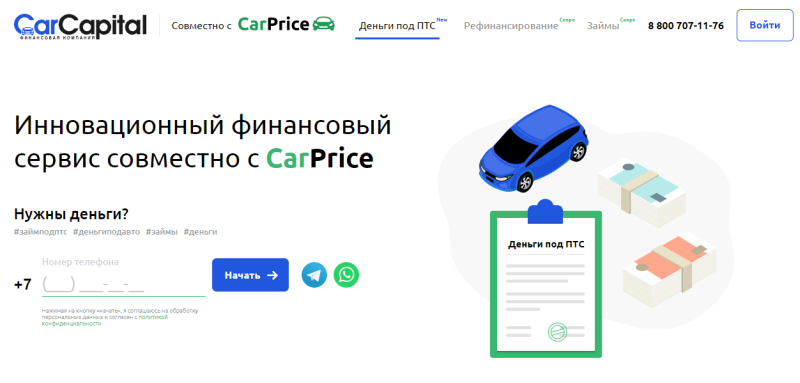 CarCapital
ФИНАНСОВАЯ КОМПАНИЯ
Совместно с CarPrice
Деньги под ПТС New
Рефинансирование Скоро
Займы Скоро
8 800 707-11-76
Войти
Инновационный финансовый
сервис совместно с CarPrice
Нужны деньги?
#займподптс #деньгиподавто #займы #деньги
Номер телефона
+7 (___) ___-__-__
Начать →
Нажимая на кнопку «начать», я соглашаюсь на обработку
персональных данных и согласен с политикой
конфиденциальности
Деньги под ПТС